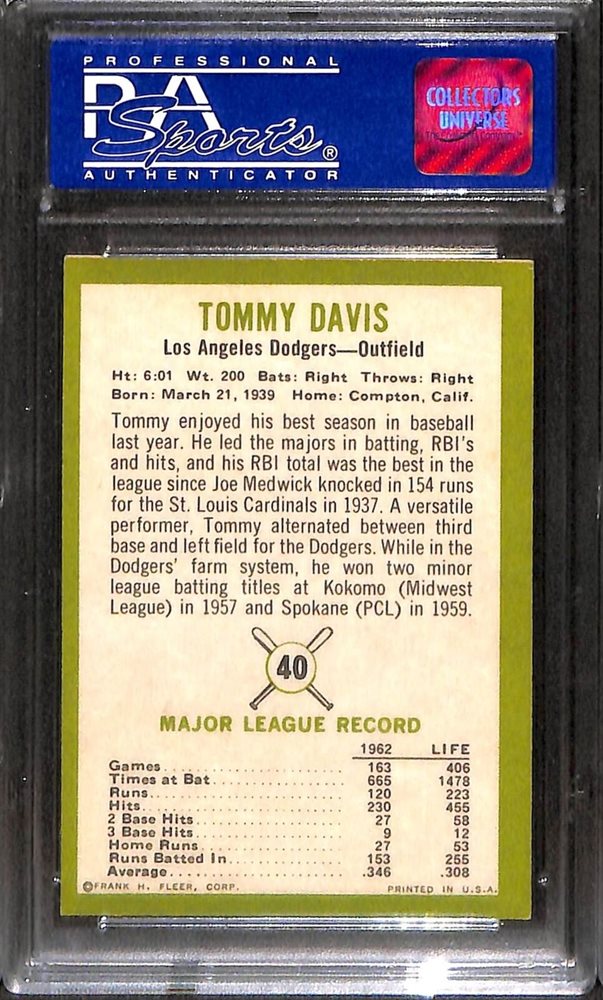 PROFESSIONAL
PSA
Sports®
AUTHENTICATOR
COLLECTORS
UNIVERSE
TOMMY DAVIS
Los Angeles Dodgers—Outfield
Ht: 6:01 Wt. 200 Bats: Right Throws: Right
Born: March 21, 1939 Home: Compton, Calif.
Tommy enjoyed his best season in baseball
last year. He led the majors in batting, RBI's
and hits, and his RBI total was the best in the
league since Joe Medwick knocked in 154 runs
for the St. Louis Cardinals in 1937. A versatile
performer, Tommy alternated between third
base and left field for the Dodgers. While in the
Dodgers' farm system, he won two minor
league batting titles at Kokomo (Midwest
League) in 1957 and Spokane (PCL) in 1959.
40
MAJOR LEAGUE RECORD
1962 LIFE
Games 163 406
Times at Bat 665 1478
Runs 120 223
Hits 230 455
2 Base Hits 27 58
3 Base Hits 9 12
Home Runs 27 53
Runs Batted In 153 255
Average .346 .308
©FRANK H. FLEER, CORP. PRINTED IN U.S.A.